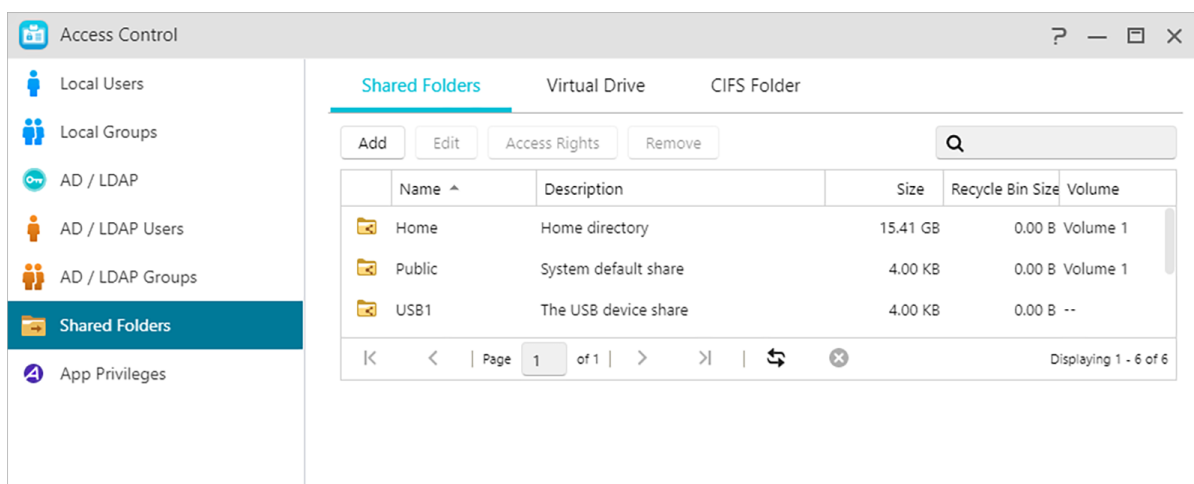 Access Control
Local Users
Local Groups
AD / LDAP
AD / LDAP Users
AD / LDAP Groups
Shared Folders
App Privileges
Shared Folders Virtual Drive CIFS Folder
Add Edit Access Rights Remove
Name Description Size Recycle Bin Size Volume
Home Home directory 15.41 GB 0.00 B Volume 1
Public System default share 4.00 KB 0.00 B Volume 1
USB1 The USB device share 4.00 KB 0.00 B --
Page 1 of 1 Displaying 1 - 6 of 6